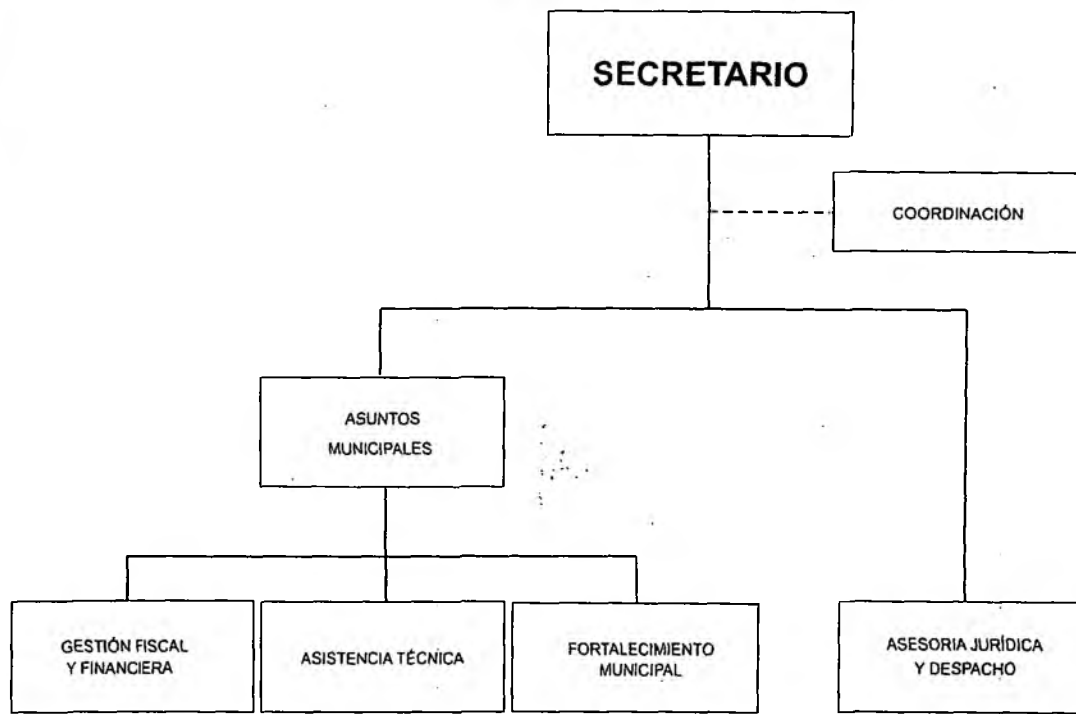 SECRETARIO
COORDINACIÓN
ASUNTOS
MUNICIPALES
GESTIÓN FISCAL
Y FINANCIERA
ASISTENCIA TÉCNICA
FORTALECIMIENTO
MUNICIPAL
ASESORIA JURÍDICA
Y DESPACHO